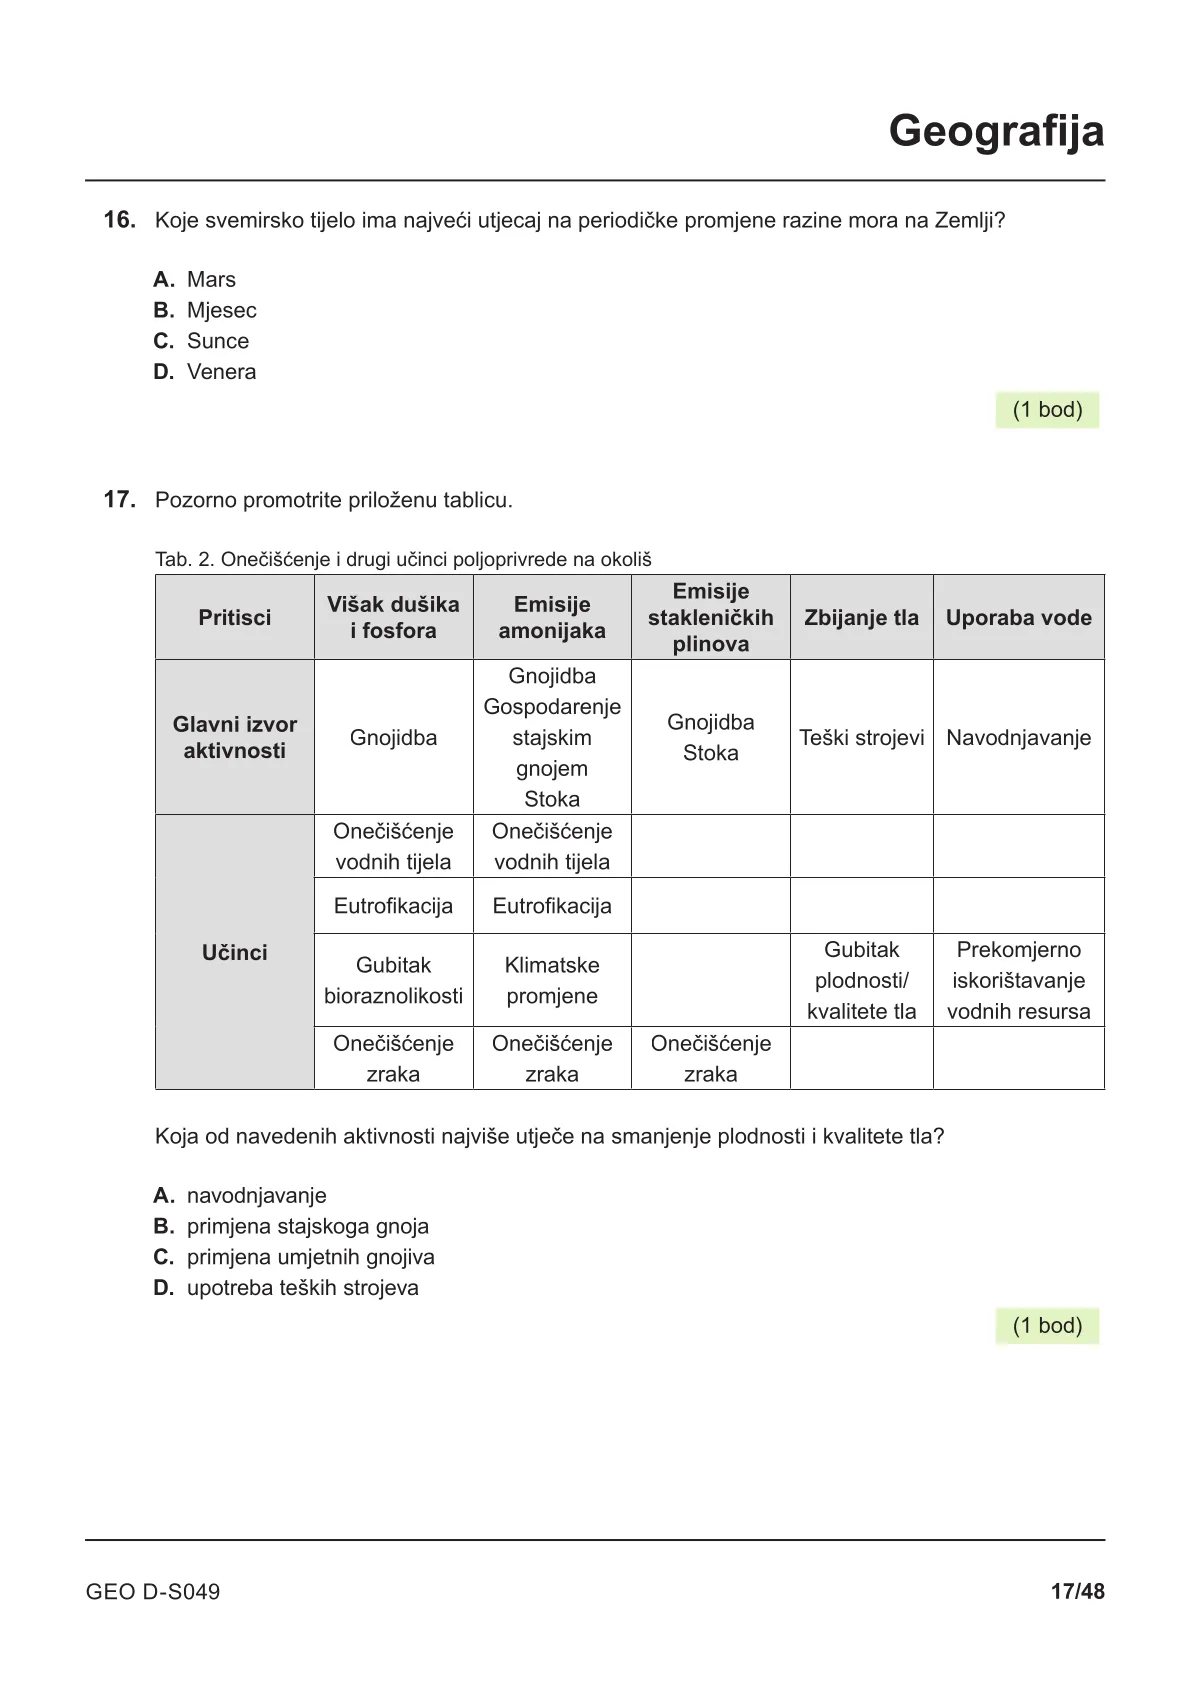 Geografija
16. Koje svemirsko tijelo ima najveći utjecaj na periodičke promjene razine mora na Zemlji?
A. Mars
B. Mjesec
C. Sunce
D. Venera
(1 bod)
17. Pozorno promotrite priloženu tablicu.
Tab. 2. Onečišćenje i drugi učinci poljoprivrede na okoliš
Pritisci
Višak dušika
i fosfora
Emisije
amonijaka
Emisije
stakleničkih
plinova
Zbijanje tla
Uporaba vode
Glavni izvor
aktivnosti
Gnojidba
Gnojidba
Gospodarenje
stajskim
gnojem
Stoka
Gnojidba
Stoka
Teški strojevi
Navodnjavanje
Učinci
Onečišćenje
vodnih tijela
Onečišćenje
vodnih tijela
Eutrofikacija
Eutrofikacija
Gubitak
bioraznolikosti
Klimatske
promjene
Gubitak
plodnosti/
kvalitete tla
Prekomjerno
iskorištavanje
vodnih resursa
Onečišćenje
zraka
Onečišćenje
zraka
Onečišćenje
zraka
Koja od navedenih aktivnosti najviše utječe na smanjenje plodnosti i kvalitete tla?
A. navodnjavanje
B. primjena stajskoga gnoja
C. primjena umjetnih gnojiva
D. upotreba teških strojeva
(1 bod)
GEO D-S049
17/48